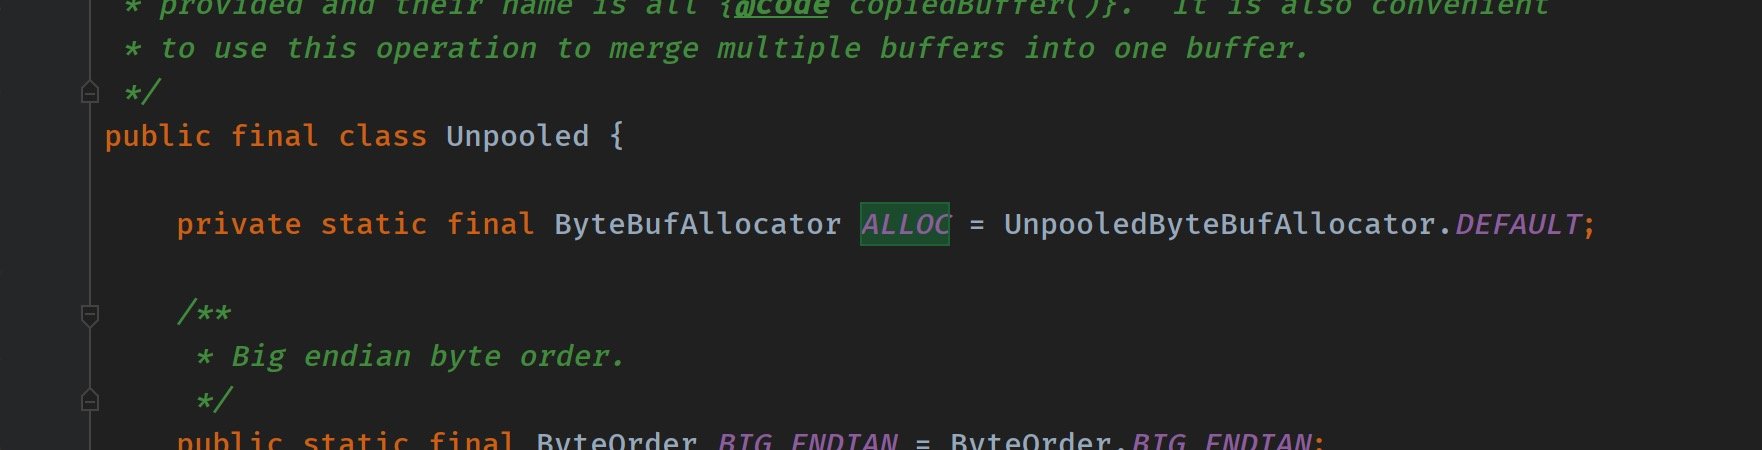 * provided and their name is all {@code copiedBuffer()}.  It is also convenient
* to use this operation to merge multiple buffers into one buffer.
*/
public final class Unpooled {
private static final ByteBufAllocator ALLOC = UnpooledByteBufAllocator.DEFAULT;
/**
* Big endian byte order.
*/
public static final ByteOrder BIG_ENDIAN = ByteOrder.BIG_ENDIAN;